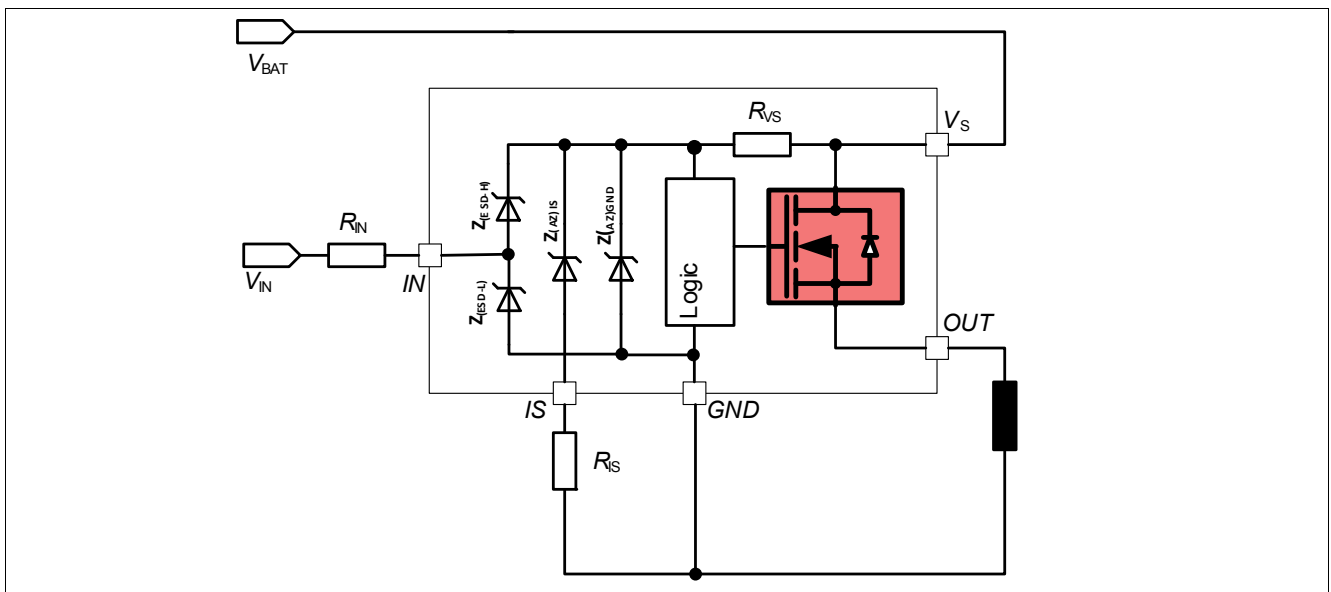 VBAT
RVS
VS
Z(ESD-H)
Z(AZ)IS
Z(AZ)GND
RIN
VIN
IN
Z(ESD-L)
Logic
OUT
IS
GND
RIS